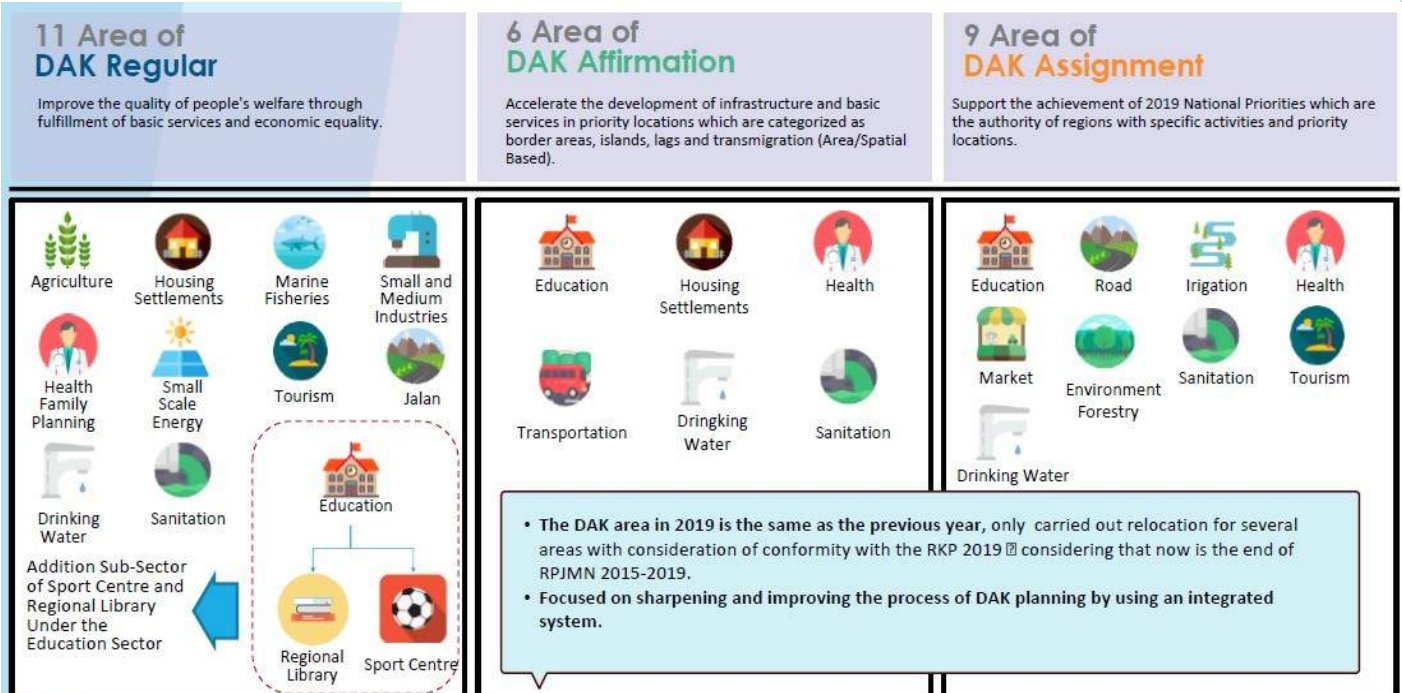 11 Area of
DAK Regular
Improve the quality of people's welfare through
fulfillment of basic services and economic equality.
6 Area of
DAK Affirmation
Accelerate the development of infrastructure and basic
services in priority locations which are categorized as
border areas, islands, lags and transmigration (Area/Spatial
Based).
9 Area of
DAK Assignment
Support the achievement of 2019 National Priorities which are
the authority of regions with specific activities and priority
locations.
Agriculture
Housing
Settlements
Marine
Fisheries
Small and
Medium
Industries
Health
Family
Planning
Small
Scale
Energy
Tourism
Jalan
Drinking
Water
Sanitation
Education
Regional
Library
Sport Centre
Addition Sub-Sector
of Sport Centre and
Regional Library
Under the
Education Sector
Education
Housing
Settlements
Health
Transportation
Dringking
Water
Sanitation
Education
Road
Irigation
Health
Market
Environment
Forestry
Sanitation
Tourism
Drinking Water
• The DAK area in 2019 is the same as the previous year, only carried out relocation for several
areas with consideration of conformity with the RKP 2019 considering that now is the end of
RPJMN 2015-2019.
• Focused on sharpening and improving the process of DAK planning by using an integrated
system.